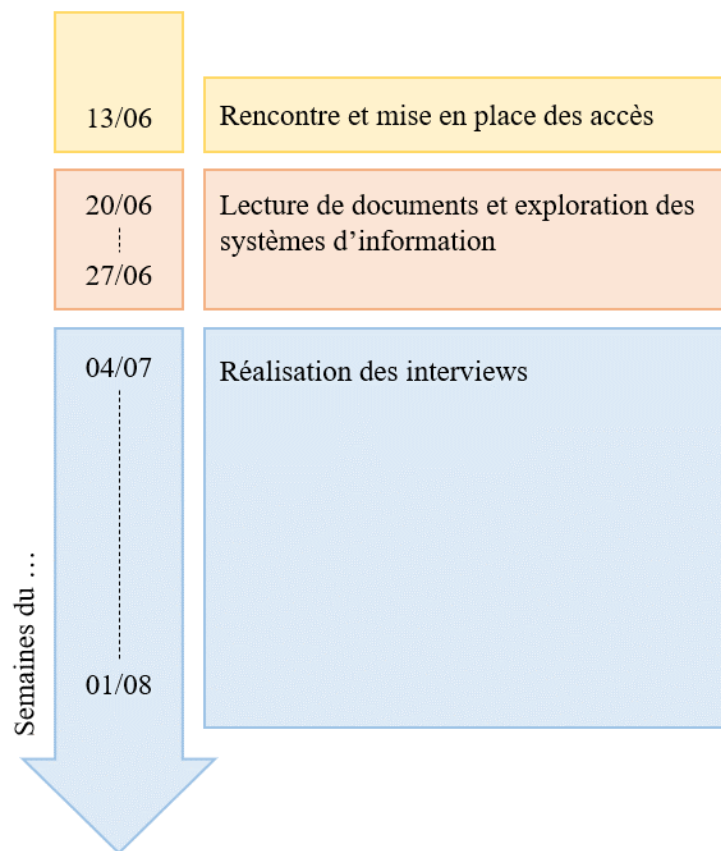 13/06
Rencontre et mise en place des accès
20/06
27/06
Lecture de documents et exploration des
systèmes d’information
04/07
01/08
Réalisation des interviews
Semaines du …